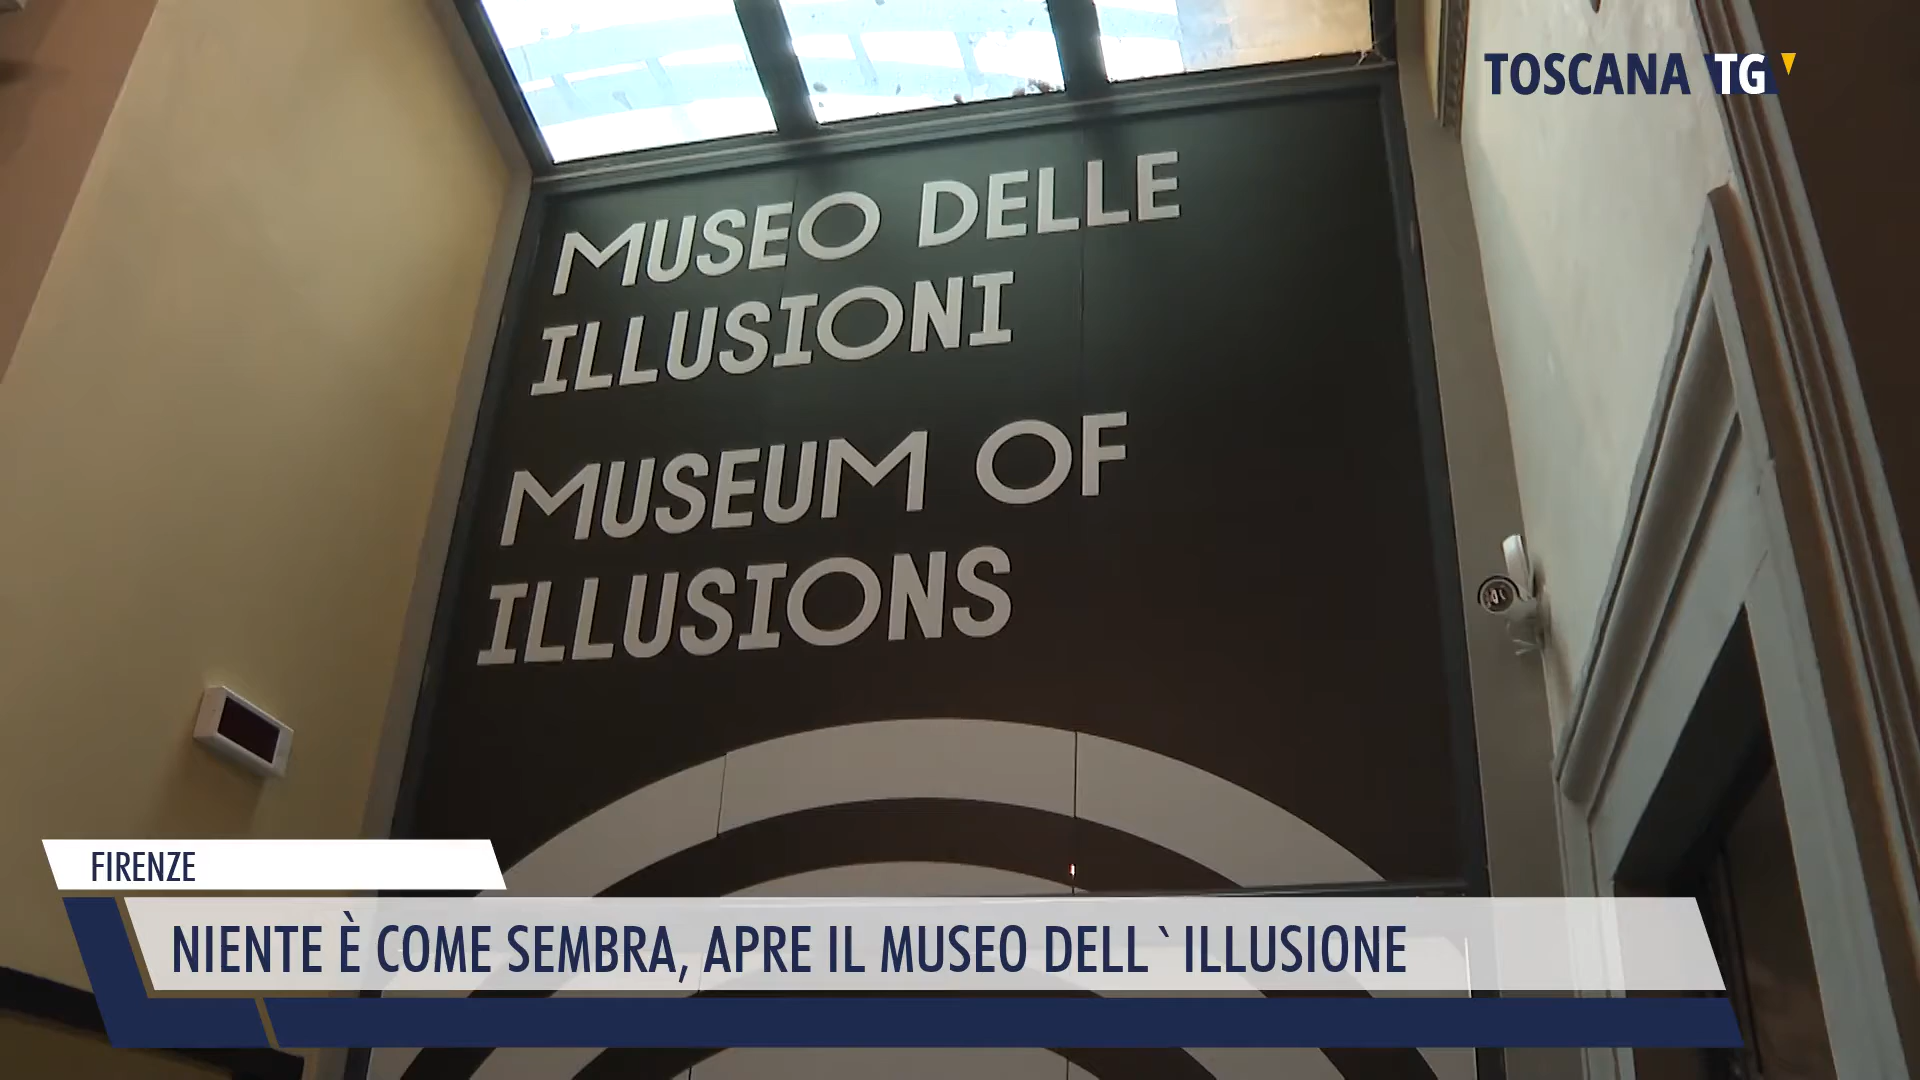 TOSCANA TG
MUSEO DELLE
ILLUSIONI
MUSEUM OF
ILLUSIONS
FIRENZE
NIENTE È COME SEMBRA, APRE IL MUSEO DELL`ILLUSIONE